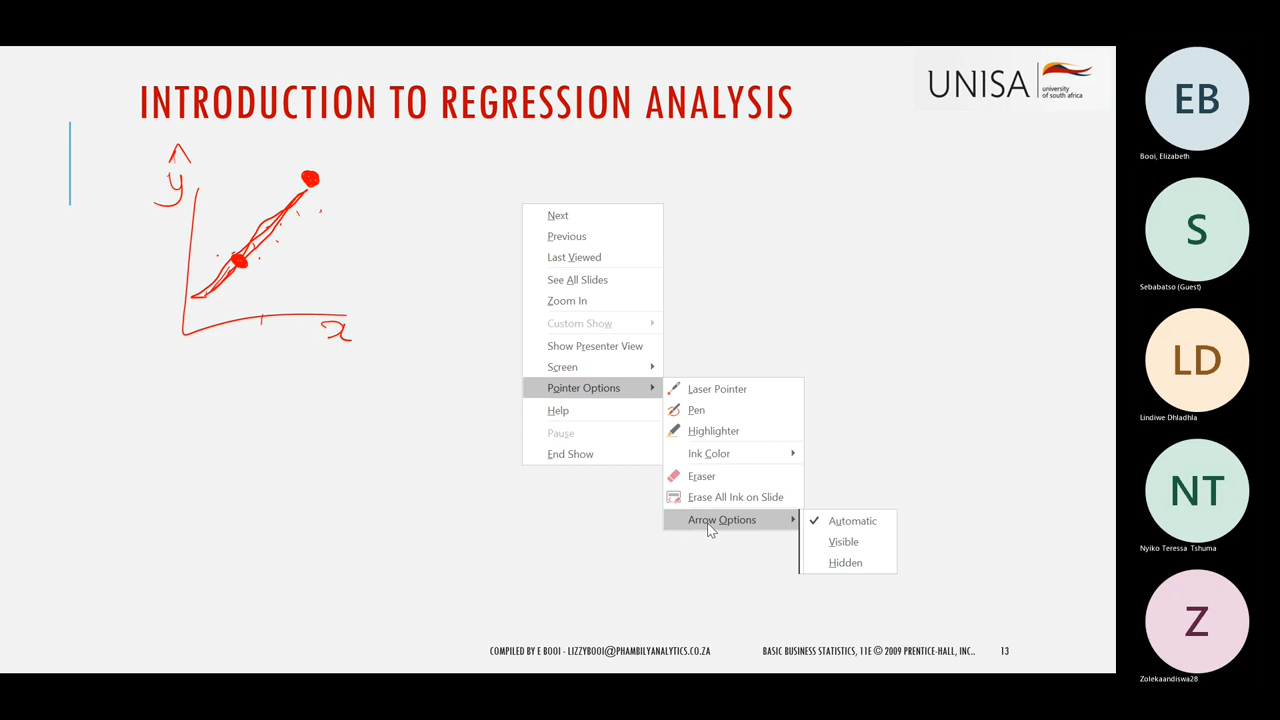 INTRODUCTION TO REGRESSION ANALYSIS
UNISA
university
of south africa
ŷ
x
Next
Previous
Last Viewed
See All Slides
Zoom In
Custom Show
Show Presenter View
Screen
Pointer Options
Help
Pause
End Show
Laser Pointer
Pen
Highlighter
Ink Color
Eraser
Erase All Ink on Slide
Arrow Options
Automatic
Visible
Hidden
COMPILED BY E BOOI - LIZZYBOOI@PHAMBILYANALYTICS.CO.ZA
BASIC BUSINESS STATISTICS, 11E © 2009 PRENTICE-HALL, INC..
13
EB
Booi, Elizabeth
S
Sebabatso (Guest)
LD
Lindiwe Dhladhla
NT
Nyiko Teressa Tshuma
Z
Zolekaandiswa28